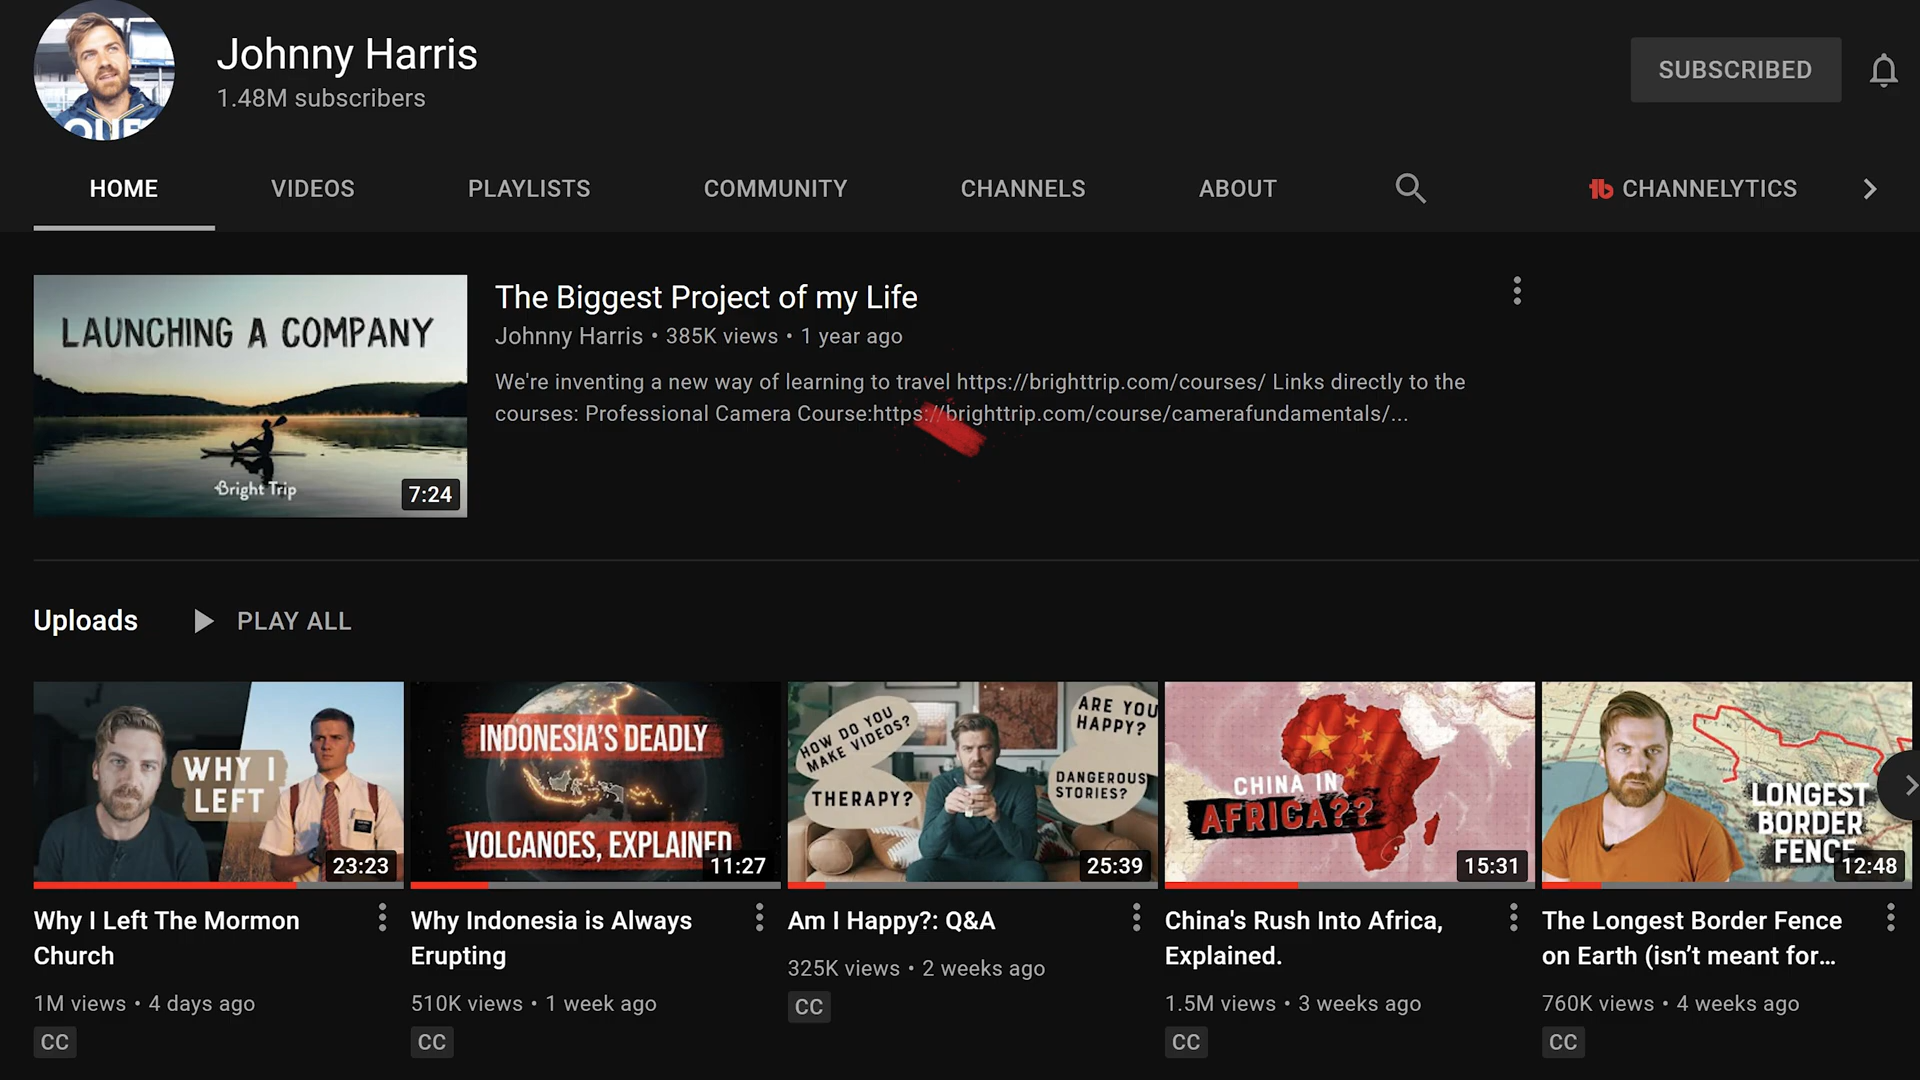 Johnny Harris
1.48M subscribers
SUBSCRIBED
HOME
VIDEOS
PLAYLISTS
COMMUNITY
CHANNELS
ABOUT
CHANNELYTICS
LAUNCHING A COMPANY
Bright Trip
7:24
The Biggest Project of my Life
Johnny Harris • 385K views • 1 year ago
We're inventing a new way of learning to travel https://brighttrip.com/courses/ Links directly to the
courses: Professional Camera Course:https://brighttrip.com/course/camerafundamentals/...
Uploads
PLAY ALL
WHY I
LEFT
23:23
Why I Left The Mormon
Church
1M views • 4 days ago
CC
INDONESIA'S DEADLY
VOLCANOES, EXPLAINED
11:27
Why Indonesia is Always
Erupting
510K views • 1 week ago
CC
HOW DO YOU
MAKE VIDEOS?
THERAPY?
ARE YOU
HAPPY?
DANGEROUS
STORIES?
25:39
Am I Happy?: Q&A
325K views • 2 weeks ago
CC
CHINA IN
AFRICA??
15:31
China's Rush Into Africa,
Explained.
1.5M views • 3 weeks ago
CC
LONGEST
BORDER
FENCE
12:48
The Longest Border Fence
on Earth (isn’t meant for...
760K views • 4 weeks ago
CC